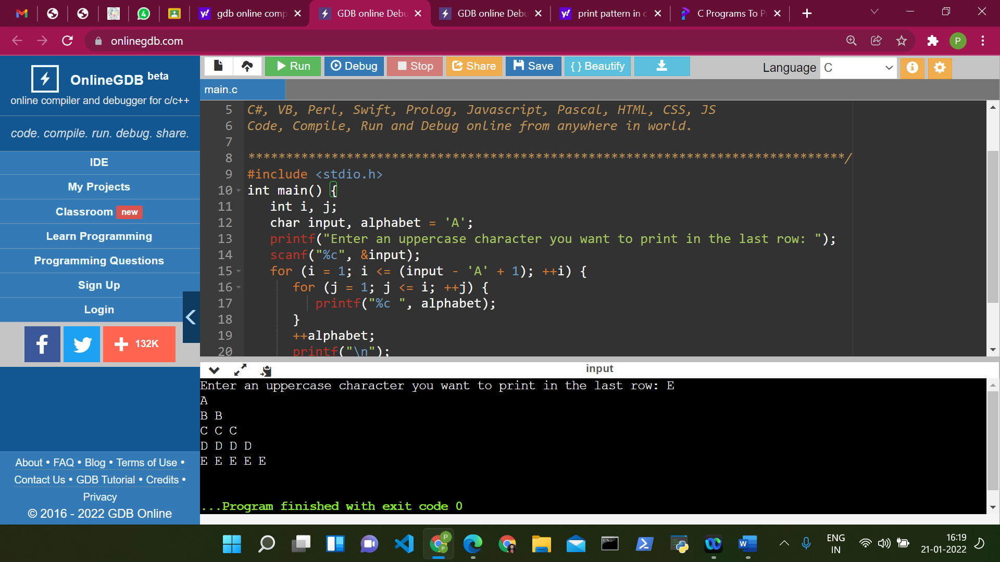 gdb online comp
GDB online Debu
GDB online Debu
print pattern in c
C Programs To P
onlinegdb.com
P
OnlineGDB beta
online compiler and debugger for c/c++
code. compile. run. debug. share.
IDE
My Projects
Classroom new
Learn Programming
Programming Questions
Sign Up
Login
132K
About • FAQ • Blog • Terms of Use •
Contact Us • GDB Tutorial • Credits •
Privacy
© 2016 - 2022 GDB Online
Run Debug Stop Share Save { } Beautify
Language C
main.c
5 C#, VB, Perl, Swift, Prolog, Javascript, Pascal, HTML, CSS, JS
6 Code, Compile, Run and Debug online from anywhere in world.
7
8 *******************************************************************************/
9 #include <stdio.h>
10 int main() {
11 int i, j;
12 char input, alphabet = 'A';
13 printf("Enter an uppercase character you want to print in the last row: ");
14 scanf("%c", &input);
15 for (i = 1; i <= (input - 'A' + 1); ++i) {
16 for (j = 1; j <= i; ++j) {
17 printf("%c ", alphabet);
18 }
19 ++alphabet;
20 printf("\n");
input
Enter an uppercase character you want to print in the last row: E
A
B B
C C C
D D D D
E E E E E
...Program finished with exit code 0
ENG
IN
16:19
21-01-2022